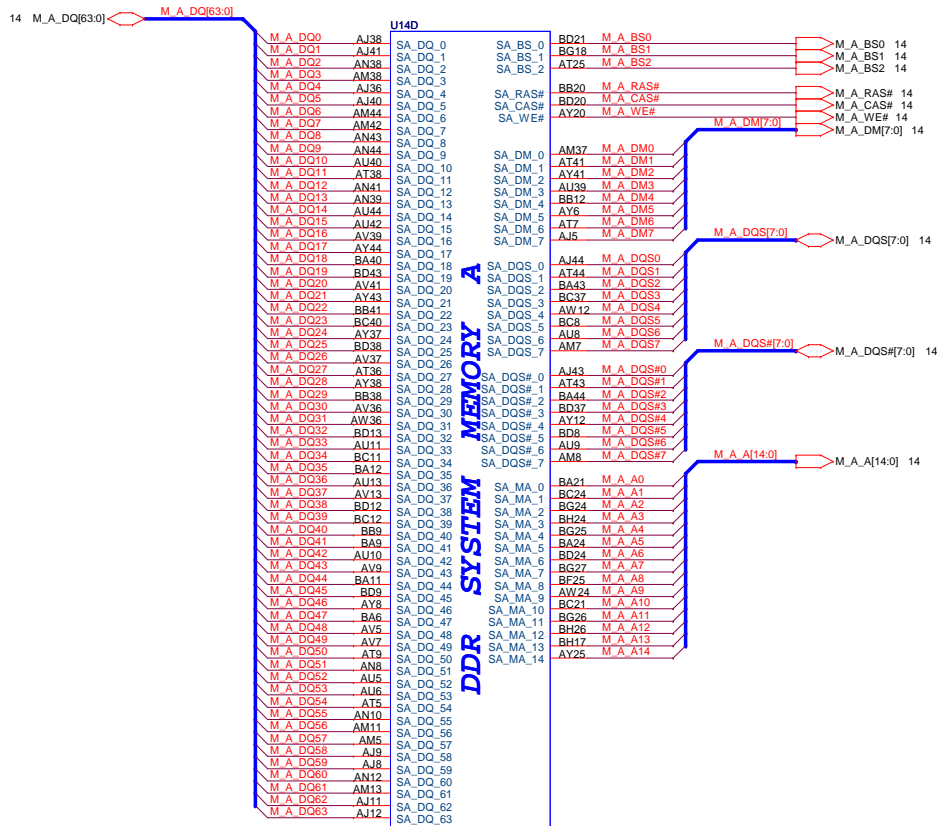 14 M_A_DQ[63:0] M_A_DQ[63:0]
U14D
M_A_DQ0 AJ38 SA_DQ_0
M_A_DQ1 AJ41 SA_DQ_1
M_A_DQ2 AN38 SA_DQ_2
M_A_DQ3 AM38 SA_DQ_3
M_A_DQ4 AJ36 SA_DQ_4
M_A_DQ5 AJ40 SA_DQ_5
M_A_DQ6 AM44 SA_DQ_6
M_A_DQ7 AM42 SA_DQ_7
M_A_DQ8 AN43 SA_DQ_8
M_A_DQ9 AN44 SA_DQ_9
M_A_DQ10 AU40 SA_DQ_10
M_A_DQ11 AT38 SA_DQ_11
M_A_DQ12 AN41 SA_DQ_12
M_A_DQ13 AN39 SA_DQ_13
M_A_DQ14 AU44 SA_DQ_14
M_A_DQ15 AU42 SA_DQ_15
M_A_DQ16 AV39 SA_DQ_16
M_A_DQ17 AY44 SA_DQ_17
M_A_DQ18 BA40 SA_DQ_18
M_A_DQ19 BD43 SA_DQ_19
M_A_DQ20 AV41 SA_DQ_20
M_A_DQ21 AY43 SA_DQ_21
M_A_DQ22 BB41 SA_DQ_22
M_A_DQ23 BC40 SA_DQ_23
M_A_DQ24 AY37 SA_DQ_24
M_A_DQ25 BD38 SA_DQ_25
M_A_DQ26 AV37 SA_DQ_26
M_A_DQ27 AT36 SA_DQ_27
M_A_DQ28 AY38 SA_DQ_28
M_A_DQ29 BB38 SA_DQ_29
M_A_DQ30 AV36 SA_DQ_30
M_A_DQ31 AW36 SA_DQ_31
M_A_DQ32 BD13 SA_DQ_32
M_A_DQ33 AU11 SA_DQ_33
M_A_DQ34 BC11 SA_DQ_34
M_A_DQ35 BA12 SA_DQ_35
M_A_DQ36 AU13 SA_DQ_36
M_A_DQ37 AV13 SA_DQ_37
M_A_DQ38 BD12 SA_DQ_38
M_A_DQ39 BC12 SA_DQ_39
M_A_DQ40 BB9 SA_DQ_40
M_A_DQ41 BA9 SA_DQ_41
M_A_DQ42 AU10 SA_DQ_42
M_A_DQ43 AV9 SA_DQ_43
M_A_DQ44 BA11 SA_DQ_44
M_A_DQ45 BD9 SA_DQ_45
M_A_DQ46 AY8 SA_DQ_46
M_A_DQ47 BA6 SA_DQ_47
M_A_DQ48 AV5 SA_DQ_48
M_A_DQ49 AV7 SA_DQ_49
M_A_DQ50 AT9 SA_DQ_50
M_A_DQ51 AN8 SA_DQ_51
M_A_DQ52 AU5 SA_DQ_52
M_A_DQ53 AU6 SA_DQ_53
M_A_DQ54 AT5 SA_DQ_54
M_A_DQ55 AN10 SA_DQ_55
M_A_DQ56 AM11 SA_DQ_56
M_A_DQ57 AM5 SA_DQ_57
M_A_DQ58 AJ9 SA_DQ_58
M_A_DQ59 AJ8 SA_DQ_59
M_A_DQ60 AN12 SA_DQ_60
M_A_DQ61 AM13 SA_DQ_61
M_A_DQ62 AJ11 SA_DQ_62
M_A_DQ63 AJ12 SA_DQ_63
DDR SYSTEM MEMORY A
SA_BS_0 BD21 M_A_BS0 M_A_BS0 14
SA_BS_1 BG18 M_A_BS1 M_A_BS1 14
SA_BS_2 AT25 M_A_BS2 M_A_BS2 14
SA_RAS# BB20 M_A_RAS# M_A_RAS# 14
SA_CAS# BD20 M_A_CAS# M_A_CAS# 14
SA_WE# AY20 M_A_WE# M_A_WE# 14
M_A_DM[7:0] M_A_DM[7:0] 14
SA_DM_0 AM37 M_A_DM0
SA_DM_1 AT41 M_A_DM1
SA_DM_2 AY41 M_A_DM2
SA_DM_3 AU39 M_A_DM3
SA_DM_4 BB12 M_A_DM4
SA_DM_5 AY6 M_A_DM5
SA_DM_6 AT7 M_A_DM6
SA_DM_7 AJ5 M_A_DM7
M_A_DQS[7:0] M_A_DQS[7:0] 14
SA_DQS_0 AJ44 M_A_DQS0
SA_DQS_1 AT44 M_A_DQS1
SA_DQS_2 BA43 M_A_DQS2
SA_DQS_3 BC37 M_A_DQS3
SA_DQS_4 AW12 M_A_DQS4
SA_DQS_5 BC8 M_A_DQS5
SA_DQS_6 AU8 M_A_DQS6
SA_DQS_7 AM7 M_A_DQS7
M_A_DQS#[7:0] M_A_DQS#[7:0] 14
SA_DQS#_0 AJ43 M_A_DQS#0
SA_DQS#_1 AT43 M_A_DQS#1
SA_DQS#_2 BA44 M_A_DQS#2
SA_DQS#_3 BD37 M_A_DQS#3
SA_DQS#_4 AY12 M_A_DQS#4
SA_DQS#_5 BD8 M_A_DQS#5
SA_DQS#_6 AU9 M_A_DQS#6
SA_DQS#_7 AM8 M_A_DQS#7
M_A_A[14:0] M_A_A[14:0] 14
SA_MA_0 BA21 M_A_A0
SA_MA_1 BC24 M_A_A1
SA_MA_2 BG24 M_A_A2
SA_MA_3 BH24 M_A_A3
SA_MA_4 BG25 M_A_A4
SA_MA_5 BA24 M_A_A5
SA_MA_6 BD24 M_A_A6
SA_MA_7 BG27 M_A_A7
SA_MA_8 BF25 M_A_A8
SA_MA_9 AW24 M_A_A9
SA_MA_10 BC21 M_A_A10
SA_MA_11 BG26 M_A_A11
SA_MA_12 BH26 M_A_A12
SA_MA_13 BH17 M_A_A13
SA_MA_14 AY25 M_A_A14